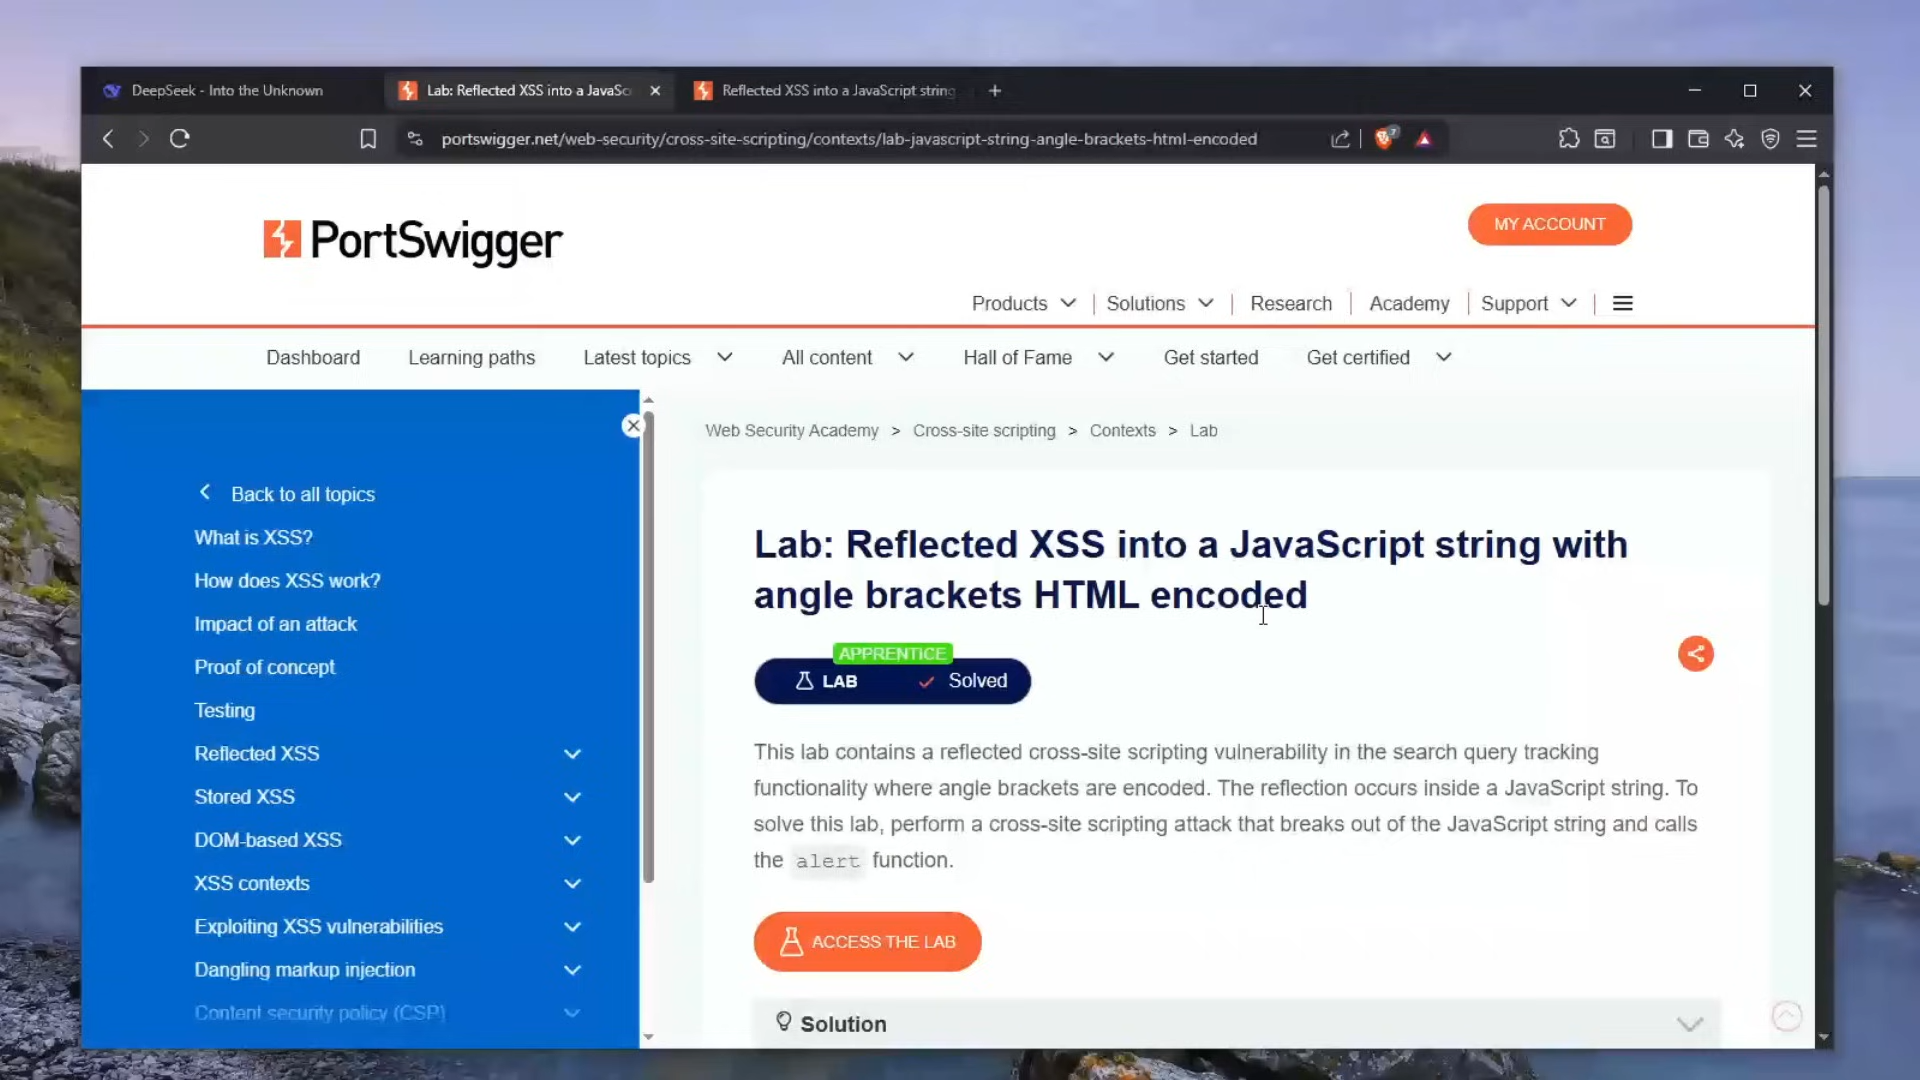 DeepSeek - Into the Unknown
Lab: Reflected XSS into a JavaSc
Reflected XSS into a JavaScript string
portswigger.net/web-security/cross-site-scripting/contexts/lab-javascript-string-angle-brackets-html-encoded
7
PortSwigger
MY ACCOUNT
Products
Solutions
Research
Academy
Support
Dashboard
Learning paths
Latest topics
All content
Hall of Fame
Get started
Get certified
Back to all topics
What is XSS?
How does XSS work?
Impact of an attack
Proof of concept
Testing
Reflected XSS
Stored XSS
DOM-based XSS
XSS contexts
Exploiting XSS vulnerabilities
Dangling markup injection
Content security policy (CSP)
Web Security Academy > Cross-site scripting > Contexts > Lab
Lab: Reflected XSS into a JavaScript string with
angle brackets HTML encoded
APPRENTICE
LAB
Solved
This lab contains a reflected cross-site scripting vulnerability in the search query tracking
functionality where angle brackets are encoded. The reflection occurs inside a JavaScript string. To
solve this lab, perform a cross-site scripting attack that breaks out of the JavaScript string and calls
the alert function.
ACCESS THE LAB
Solution